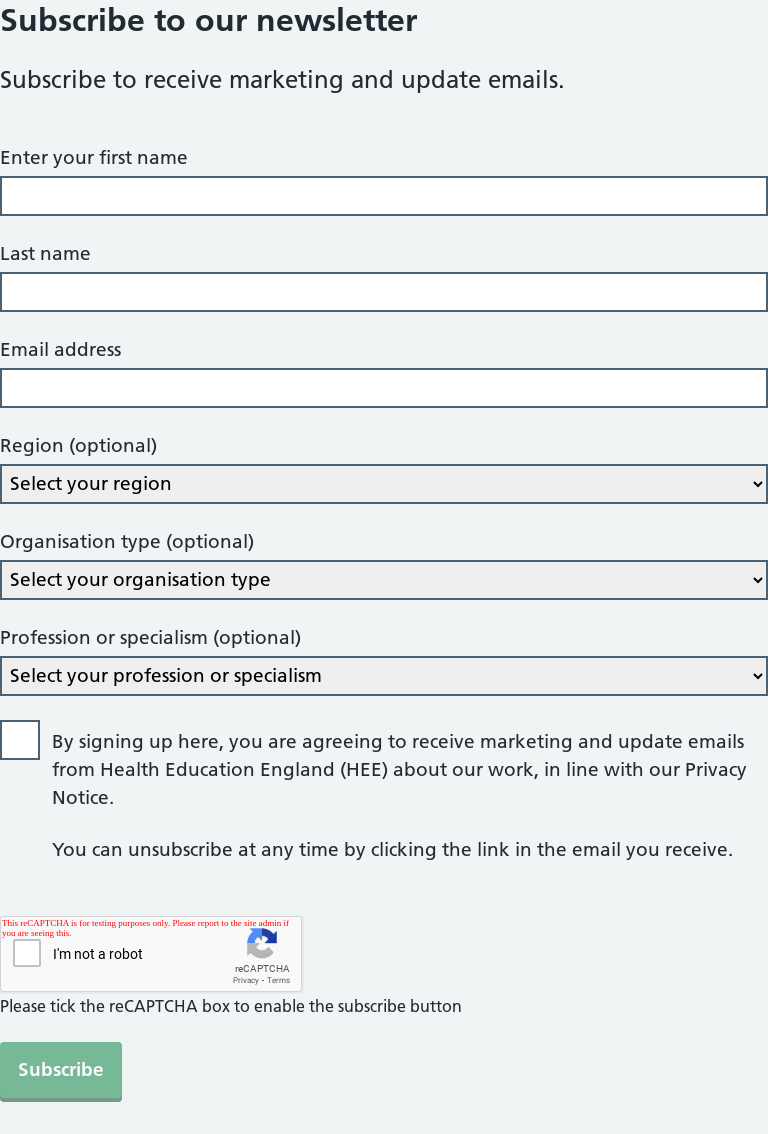 Subscribe to our newsletter
Subscribe to receive marketing and update emails.
Enter your first name
Last name
Email address
Region (optional)
Select your region
Organisation type (optional)
Select your organisation type
Profession or specialism (optional)
Select your profession or specialism
By signing up here, you are agreeing to receive marketing and update emails
from Health Education England (HEE) about our work, in line with our Privacy
Notice.
You can unsubscribe at any time by clicking the link in the email you receive.
This reCAPTCHA is for testing purposes only. Please report to the site admin if
you are seeing this.
I'm not a robot
reCAPTCHA
Privacy - Terms
Please tick the reCAPTCHA box to enable the subscribe button
Subscribe